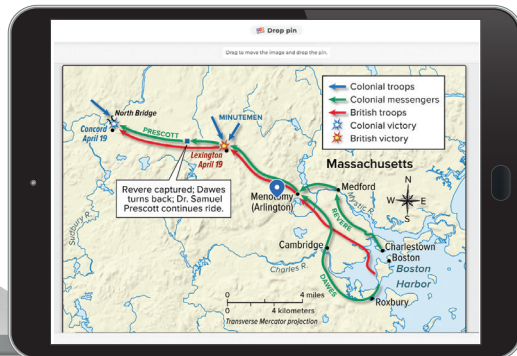 Drop pin
Drag to move the image and drop the pin.
North Bridge
Concord
April 19
PRESCOTT
MINUTEMEN
Lexington
April 19
Colonial troops
Colonial messengers
British troops
Colonial victory
British victory
Revere captured; Dawes
turns back; Dr. Samuel
Prescott continues ride.
Massachusetts
N
W
E
S
Menotomy
(Arlington)
Medford
Mystic R.
REVERE
Sudbury R.
Cambridge
Charlestown
Boston
Boston
Harbor
Charles R.
DAWES
Roxbury
0
4 miles
0
4 kilometers
Transverse Mercator projection